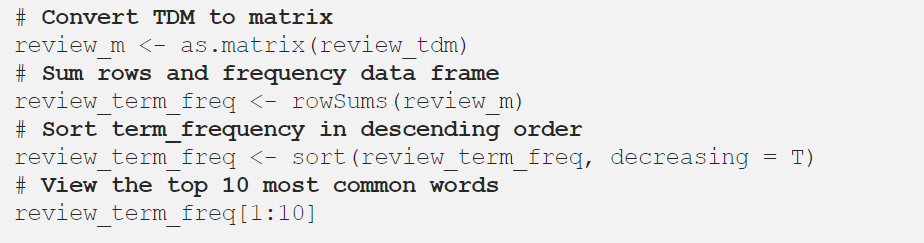 # Convert TDM to matrix
review_m <- as.matrix(review_tdm)
# Sum rows and frequency data frame
review_term_freq <- rowSums(review_m)
# Sort term_frequency in descending order
review_term_freq <- sort(review_term_freq, decreasing = T)
# View the top 10 most common words
review_term_freq[1:10]